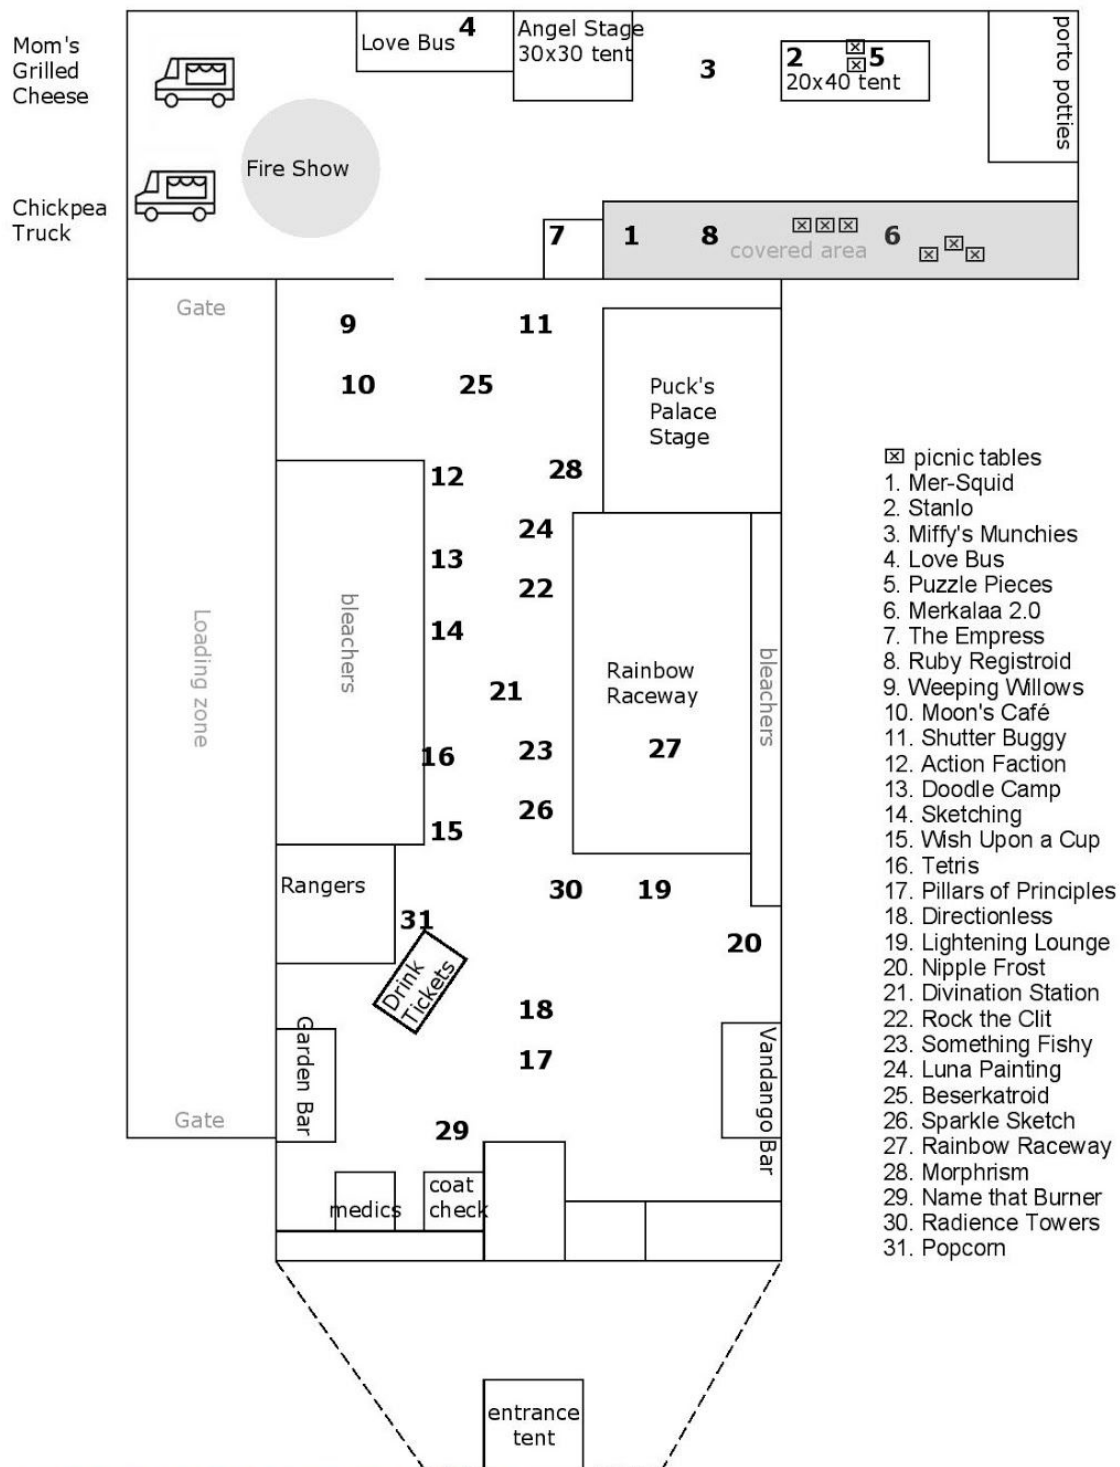 Mom's
Grilled
Cheese
Love Bus 4
Angel Stage
30x30 tent
3
2 5
20x40 tent
porto potties
Fire Show
Chickpea
Truck
7 1 8 6
covered area
Gate
9 11
10 25
Puck's
Palace
Stage
12 28
24
13
22
bleachers
14
Loading zone
21
Rainbow
Raceway
bleachers
16 23 27
26
15
Rangers
30 19
31
20
Drink
Tickets
18
Garden Bar
17
Vandango Bar
Gate
29
medics
coat
check
entrance
tent
picnic tables
1. Mer-Squid
2. Stanlo
3. Miffy's Munchies
4. Love Bus
5. Puzzle Pieces
6. Merkalaa 2.0
7. The Empress
8. Ruby Registroid
9. Weeping Willows
10. Moon's Café
11. Shutter Buggy
12. Action Faction
13. Doodle Camp
14. Sketching
15. Wish Upon a Cup
16. Tetris
17. Pillars of Principles
18. Directionless
19. Lightening Lounge
20. Nipple Frost
21. Divination Station
22. Rock the Clit
23. Something Fishy
24. Luna Painting
25. Beserkatroid
26. Sparkle Sketch
27. Rainbow Raceway
28. Morphrism
29. Name that Burner
30. Radience Towers
31. Popcorn